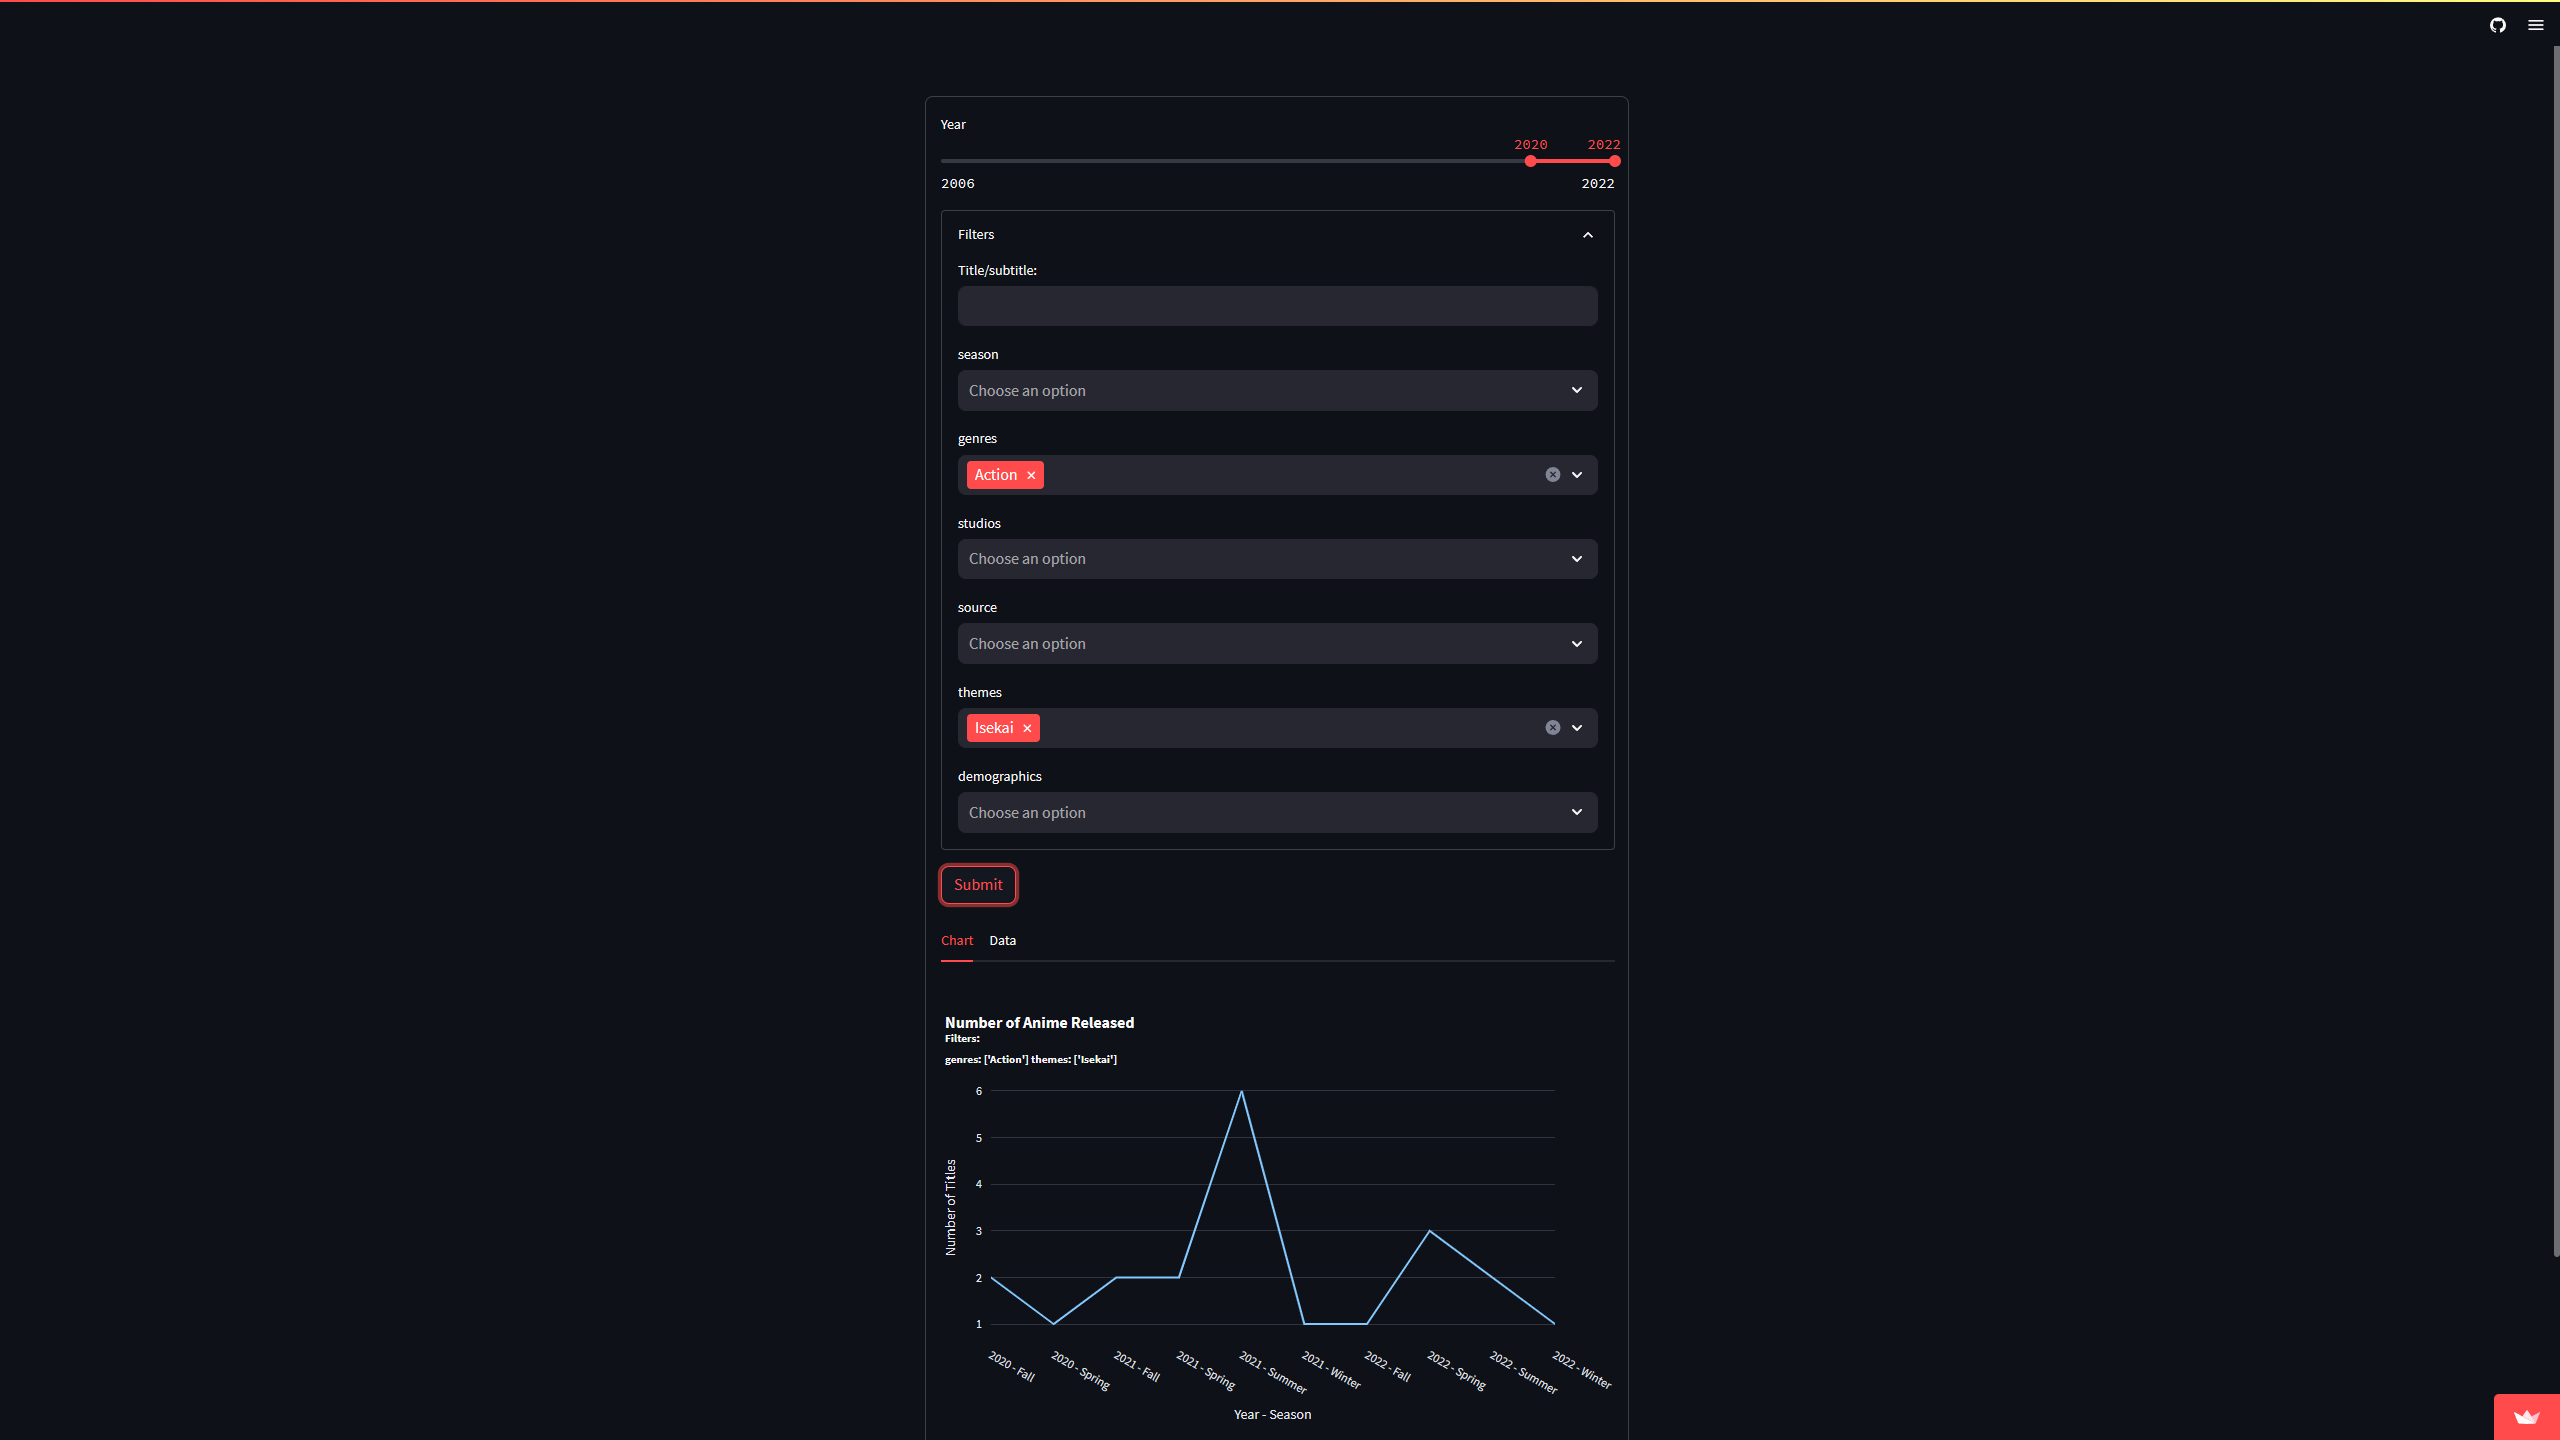 Year
2020 2022
2006 2022
Filters
Title/subtitle:
season
Choose an option
genres
Action
studios
Choose an option
source
Choose an option
themes
Isekai
demographics
Choose an option
Submit
Chart Data
Number of Anime Released
Filters:
genres: ['Action'] themes: ['Isekai']
6
5
4
3
2
1
Number of Titles
2020 - Fall
2020 - Spring
2021 - Fall
2021 - Spring
2021 - Summer
2021 - Winter
2022 - Fall
2022 - Spring
2022 - Summer
2022 - Winter
Year - Season